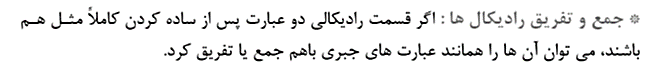 * جمع و تفریق رادیکال ها : اگر قسمت رادیکالی دو عبارت پس از ساده کردن کاملاً مثل هم
باشند، می توان آن ها را همانند عبارت های جبری باهم جمع یا تفریق کرد.